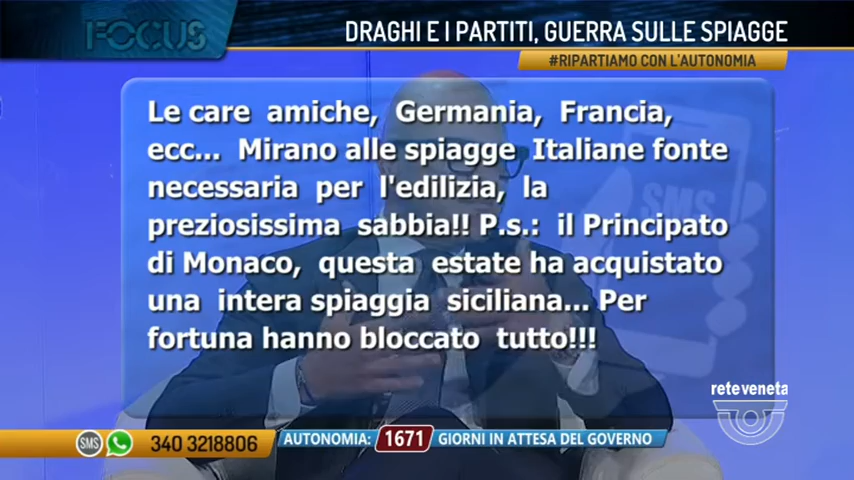 FOCUS
DRAGHI E I PARTITI, GUERRA SULLE SPIAGGE
#RIPARTIAMO CON L'AUTONOMIA
Le care amiche, Germania, Francia,
ecc... Mirano alle spiagge Italiane fonte
necessaria per l'edilizia, la
preziosissima sabbia!! P.s.: il Principato
di Monaco, questa estate ha acquistato
una intera spiaggia siciliana... Per
fortuna hanno bloccato tutto!!!
SMS
reteveneta
SMS 340 3218806
AUTONOMIA: 1671 GIORNI IN ATTESA DEL GOVERNO